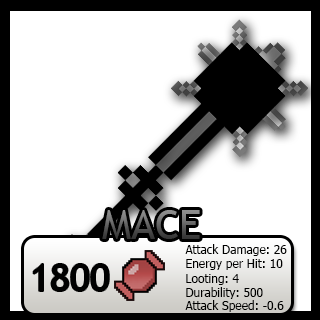 MACE
1800
Attack Damage: 26
Energy per Hit: 10
Looting: 4
Durability: 500
Attack Speed: -0.6